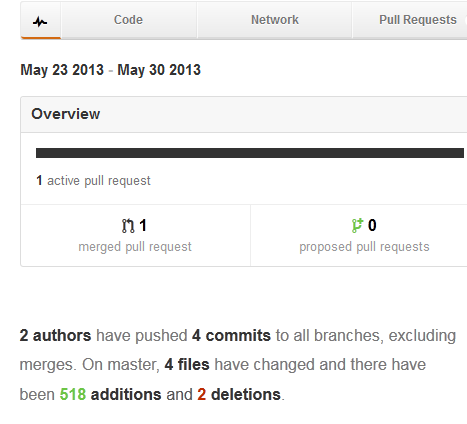 Code Network Pull Requests
May 23 2013 - May 30 2013
Overview
1 active pull request
1 0
merged pull request proposed pull requests
2 authors have pushed 4 commits to all branches, excluding
merges. On master, 4 files have changed and there have
been 518 additions and 2 deletions.